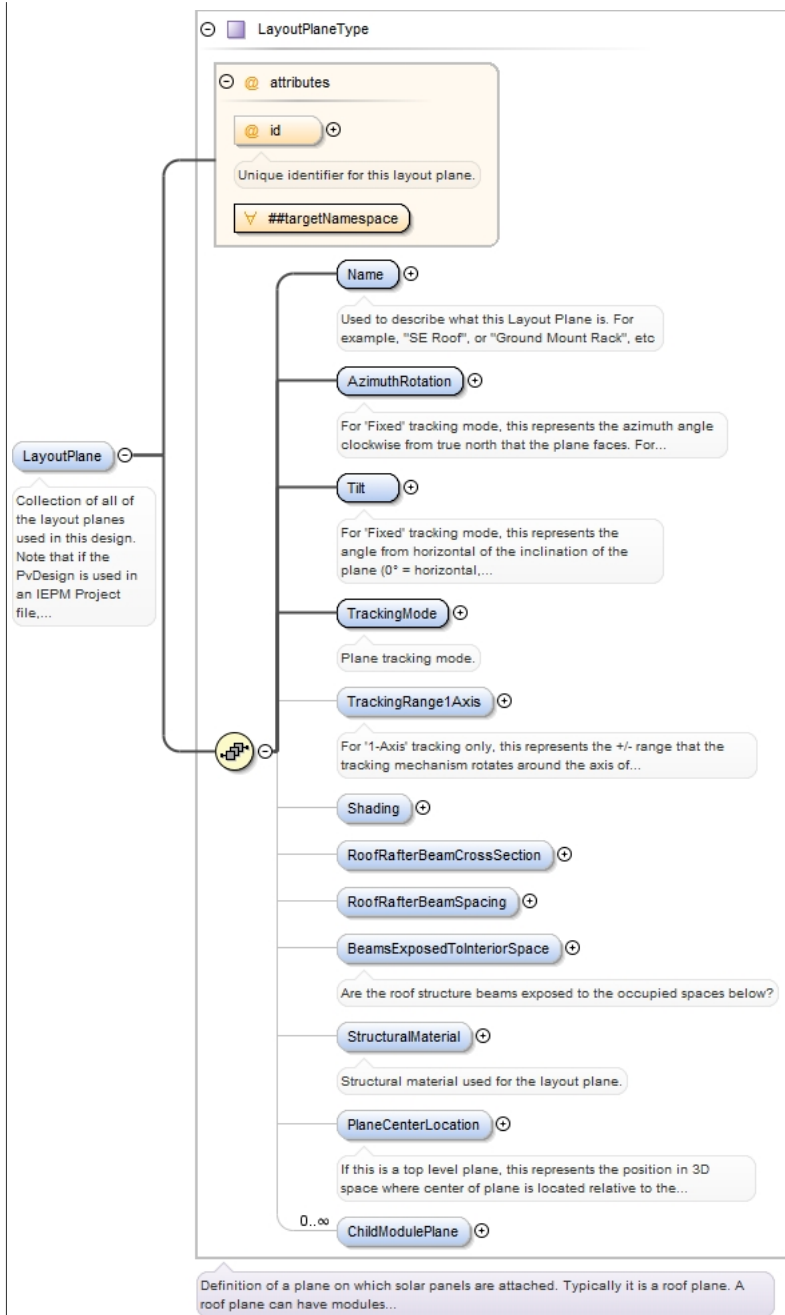 LayoutPlaneType
@ attributes
@ id
Unique identifier for this layout plane.
∀ ##targetNamespace
Name
Used to describe what this Layout Plane is. For
example, "SE Roof", or "Ground Mount Rack", etc
AzimuthRotation
For 'Fixed' tracking mode, this represents the azimuth angle
clockwise from true north that the plane faces. For...
LayoutPlane
Collection of all of
the layout planes
used in this design.
Note that if the
PvDesign is used in
an IEPM Project
file,...
Tilt
For 'Fixed' tracking mode, this represents the
angle from horizontal of the inclination of the
plane (0° = horizontal,...
TrackingMode
Plane tracking mode.
TrackingRange1Axis
For '1-Axis' tracking only, this represents the +/- range that the
tracking mechanism rotates around the axis of...
Shading
RoofRafterBeamCrossSection
RoofRafterBeamSpacing
BeamsExposedToInteriorSpace
Are the roof structure beams exposed to the occupied spaces below?
StructuralMaterial
Structural material used for the layout plane.
PlaneCenterLocation
If this is a top level plane, this represents the position in 3D
space where center of plane is located relative to the...
0..∞
ChildModulePlane
Definition of a plane on which solar panels are attached. Typically it is a roof plane. A
roof plane can have modules...